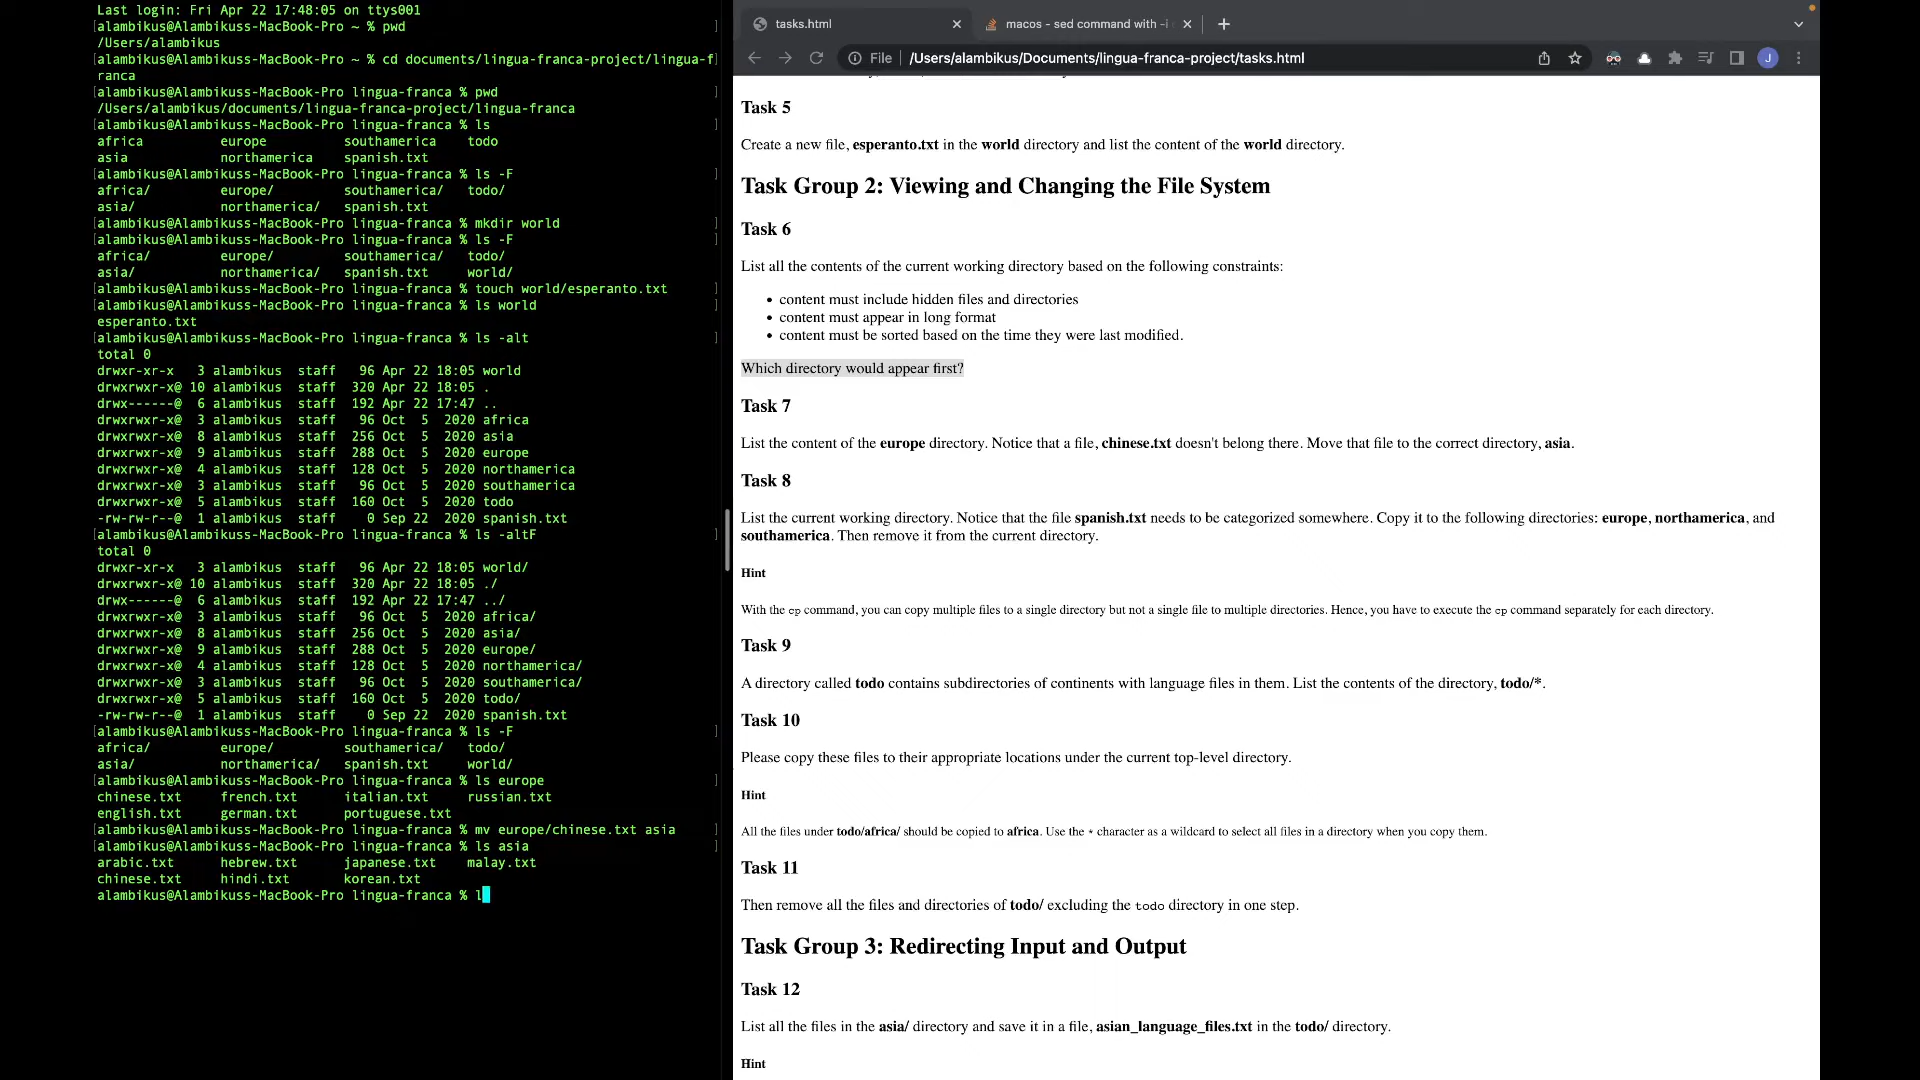 Last login: Fri Apr 22 17:48:05 on ttys001
[alambikus@Alambikuss-MacBook-Pro ~ % pwd ]
/Users/alambikus
[alambikus@Alambikuss-MacBook-Pro ~ % cd documents/lingua-franca-project/lingua-f]
ranca
[alambikus@Alambikuss-MacBook-Pro lingua-franca % pwd ]
/Users/alambikus/documents/lingua-franca-project/lingua-franca
[alambikus@Alambikuss-MacBook-Pro lingua-franca % ls ]
africa europe southamerica todo
asia northamerica spanish.txt
[alambikus@Alambikuss-MacBook-Pro lingua-franca % ls -F ]
africa/ europe/ southamerica/ todo/
asia/ northamerica/ spanish.txt
[alambikus@Alambikuss-MacBook-Pro lingua-franca % mkdir world ]
[alambikus@Alambikuss-MacBook-Pro lingua-franca % ls -F ]
africa/ europe/ southamerica/ todo/
asia/ northamerica/ spanish.txt world/
[alambikus@Alambikuss-MacBook-Pro lingua-franca % touch world/esperanto.txt ]
[alambikus@Alambikuss-MacBook-Pro lingua-franca % ls world ]
esperanto.txt
[alambikus@Alambikuss-MacBook-Pro lingua-franca % ls -alt ]
total 0
drwxr-xr-x 3 alambikus staff 96 Apr 22 18:05 world
drwxrwxr-x@ 10 alambikus staff 320 Apr 22 18:05 .
drwx------@ 6 alambikus staff 192 Apr 22 17:47 ..
drwxrwxr-x@ 3 alambikus staff 96 Oct 5 2020 africa
drwxrwxr-x@ 8 alambikus staff 256 Oct 5 2020 asia
drwxrwxr-x@ 9 alambikus staff 288 Oct 5 2020 europe
drwxrwxr-x@ 4 alambikus staff 128 Oct 5 2020 northamerica
drwxrwxr-x@ 3 alambikus staff 96 Oct 5 2020 southamerica
drwxrwxr-x@ 5 alambikus staff 160 Oct 5 2020 todo
-rw-rw-r--@ 1 alambikus staff 0 Sep 22 2020 spanish.txt
[alambikus@Alambikuss-MacBook-Pro lingua-franca % ls -altF ]
total 0
drwxr-xr-x 3 alambikus staff 96 Apr 22 18:05 world/
drwxrwxr-x@ 10 alambikus staff 320 Apr 22 18:05 ./
drwx------@ 6 alambikus staff 192 Apr 22 17:47 ../
drwxrwxr-x@ 3 alambikus staff 96 Oct 5 2020 africa/
drwxrwxr-x@ 8 alambikus staff 256 Oct 5 2020 asia/
drwxrwxr-x@ 9 alambikus staff 288 Oct 5 2020 europe/
drwxrwxr-x@ 4 alambikus staff 128 Oct 5 2020 northamerica/
drwxrwxr-x@ 3 alambikus staff 96 Oct 5 2020 southamerica/
drwxrwxr-x@ 5 alambikus staff 160 Oct 5 2020 todo/
-rw-rw-r--@ 1 alambikus staff 0 Sep 22 2020 spanish.txt
[alambikus@Alambikuss-MacBook-Pro lingua-franca % ls -F ]
africa/ europe/ southamerica/ todo/
asia/ northamerica/ spanish.txt world/
[alambikus@Alambikuss-MacBook-Pro lingua-franca % ls europe ]
chinese.txt french.txt italian.txt russian.txt
english.txt german.txt portuguese.txt
[alambikus@Alambikuss-MacBook-Pro lingua-franca % mv europe/chinese.txt asia ]
[alambikus@Alambikuss-MacBook-Pro lingua-franca % ls asia ]
arabic.txt hebrew.txt japanese.txt malay.txt
chinese.txt hindi.txt korean.txt
alambikus@Alambikuss-MacBook-Pro lingua-franca % l
tasks.html macos - sed command with -i
File /Users/alambikus/Documents/lingua-franca-project/tasks.html J
Task 5
Create a new file, esperanto.txt in the world directory and list the content of the world directory.
Task Group 2: Viewing and Changing the File System
Task 6
List all the contents of the current working directory based on the following constraints:
• content must include hidden files and directories
• content must appear in long format
• content must be sorted based on the time they were last modified.
Which directory would appear first?
Task 7
List the content of the europe directory. Notice that a file, chinese.txt doesn't belong there. Move that file to the correct directory, asia.
Task 8
List the current working directory. Notice that the file spanish.txt needs to be categorized somewhere. Copy it to the following directories: europe, northamerica, and
southamerica. Then remove it from the current directory.
Hint
With the cp command, you can copy multiple files to a single directory but not a single file to multiple directories. Hence, you have to execute the cp command separately for each directory.
Task 9
A directory called todo contains subdirectories of continents with language files in them. List the contents of the directory, todo/*.
Task 10
Please copy these files to their appropriate locations under the current top-level directory.
Hint
All the files under todo/africa/ should be copied to africa. Use the * character as a wildcard to select all files in a directory when you copy them.
Task 11
Then remove all the files and directories of todo/ excluding the todo directory in one step.
Task Group 3: Redirecting Input and Output
Task 12
List all the files in the asia/ directory and save it in a file, asian_language_files.txt in the todo/ directory.
Hint